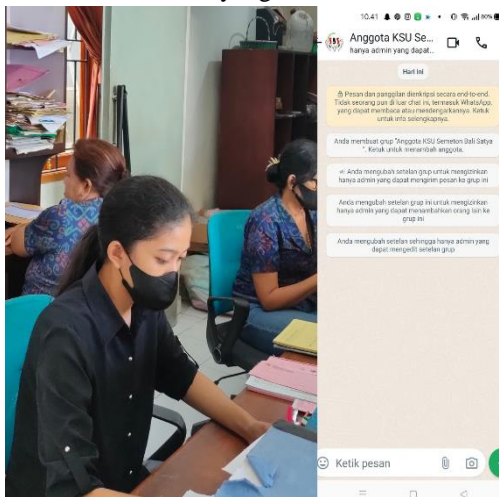 10.41
Anggota KSU Se...
hanya admin yang dapat..
Hari ini
Pesan dan panggilan dienkripsi secara end-to-end.
Tidak seorang pun di luar chat ini, termasuk WhatsApp,
yang dapat membaca atau mendengarkannya. Ketuk
untuk info selengkapnya.
Anda membuat grup "Anggota KSU Semeton Bali Satya
". Ketuk untuk menambah anggota.
Anda mengubah setelan grup ini untuk mengizinkan
hanya admin yang dapat mengirim pesan ke grup ini
Anda mengubah setelan grup ini untuk mengizinkan
hanya admin yang dapat menambahkan orang lain ke
grup ini
Anda mengubah setelan sehingga hanya admin yang
dapat mengedit setelan grup
Ketik pesan